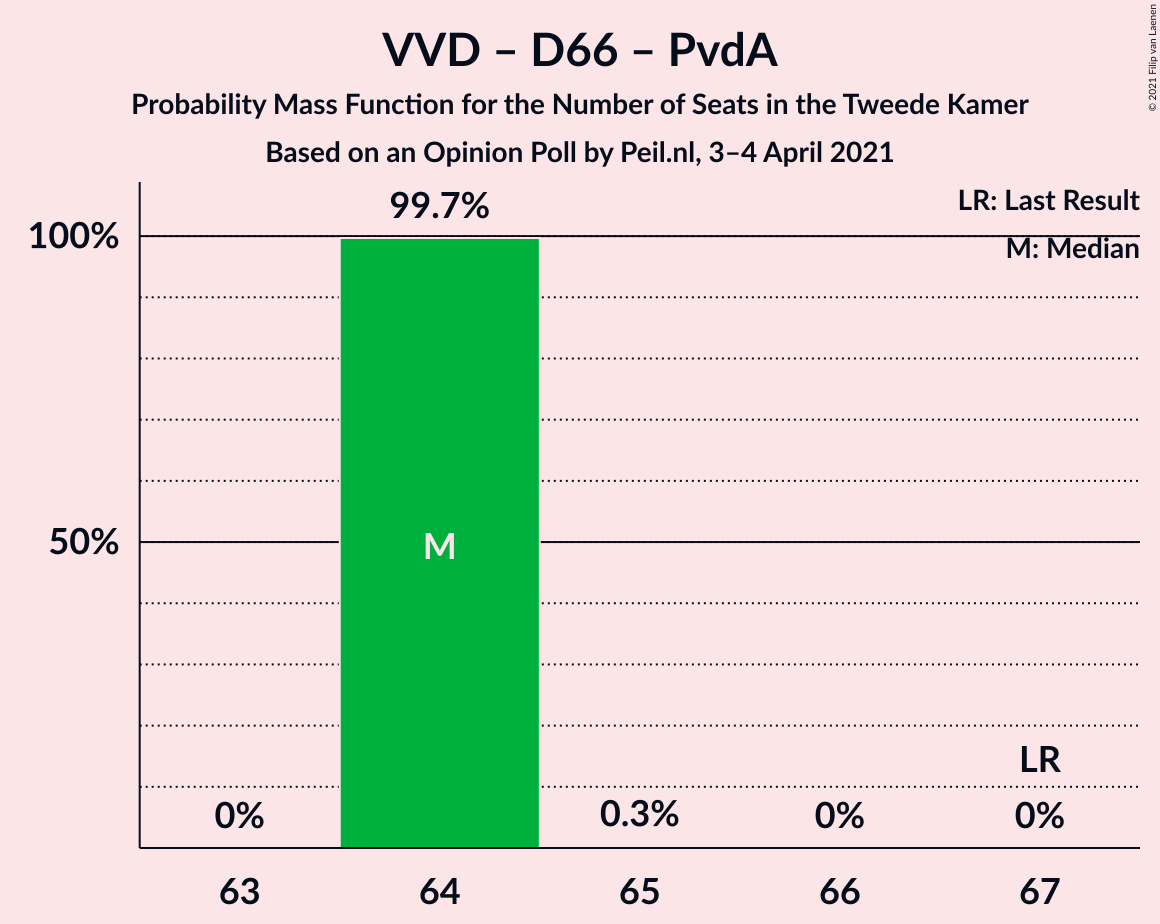 VVD – D66 – PvdA
Probability Mass Function for the Number of Seats in the Tweede Kamer
Based on an Opinion Poll by Peil.nl, 3–4 April 2021
© 2021 Filip van Laenen
LR: Last Result
M: Median
100%
50%
99.7%
M
0%
0.3%
0%
LR
0%
63
64
65
66
67